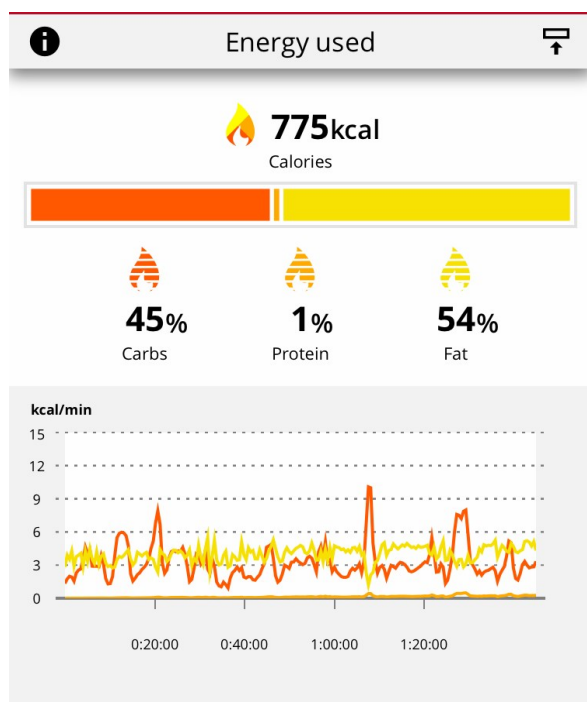 Energy used
775kcal
Calories
45% 1% 54%
Carbs Protein Fat
kcal/min
15
12
9
6
3
0
0:20:00 0:40:00 1:00:00 1:20:00